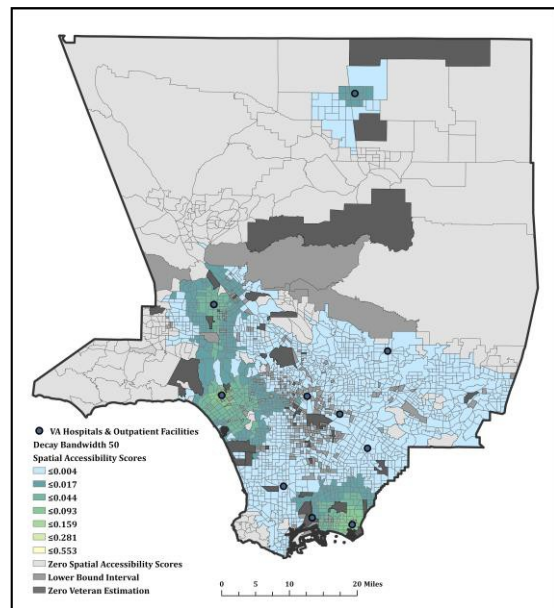 VA Hospitals & Outpatient Facilities
Decay Bandwidth 50
Spatial Accessibility Scores
≤0.004
≤0.017
≤0.044
≤0.093
≤0.159
≤0.281
≤0.553
Zero Spatial Accessibility Scores
Lower Bound Interval
Zero Veteran Estimation
0 5 10 20 Miles